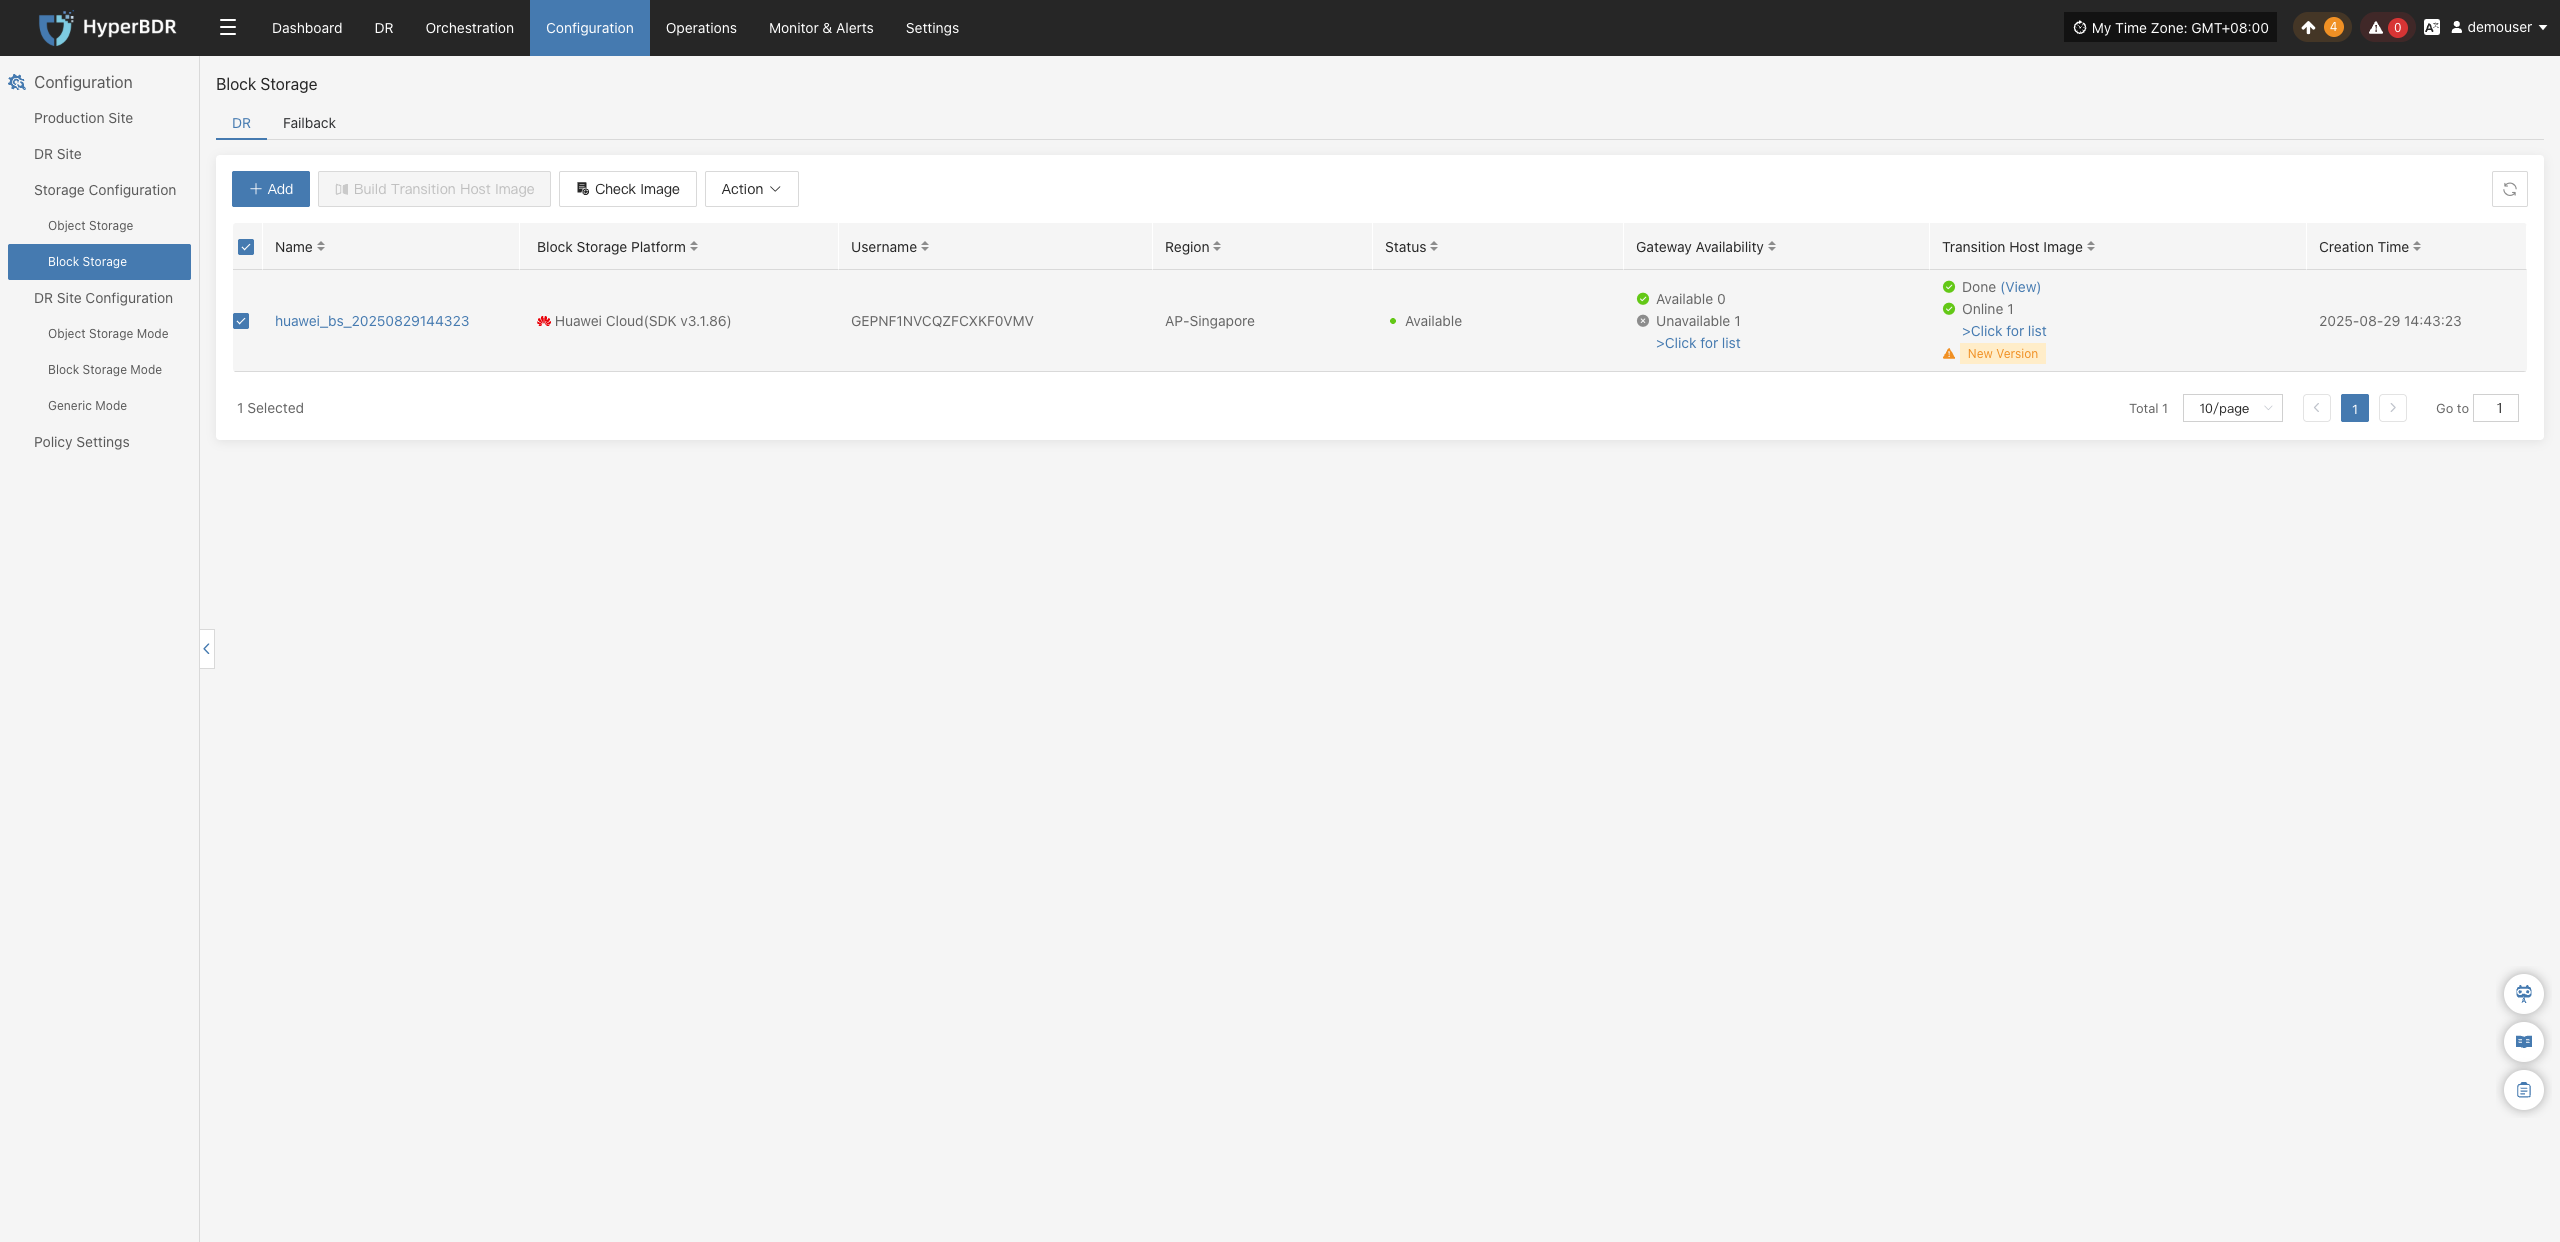 HyperBDR
Dashboard
DR
Orchestration
Configuration
Operations
Monitor & Alerts
Settings
My Time Zone: GMT+08:00
4
0
demouser
Configuration
Production Site
DR Site
Storage Configuration
Object Storage
Block Storage
DR Site Configuration
Object Storage Mode
Block Storage Mode
Generic Mode
Policy Settings
Block Storage
DR
Failback
Add
Build Transition Host Image
Check Image
Action
Name
Block Storage Platform
Username
Region
Status
Gateway Availability
Transition Host Image
Creation Time
huawei_bs_20250829144323
Huawei Cloud(SDK v3.1.86)
GEPNF1NVCQZFCXKF0VMV
AP-Singapore
Available
Available 0
Unavailable 1
>Click for list
Done (View)
Online 1
>Click for list
New Version
2025-08-29 14:43:23
1 Selected
Total 1
10/page
1
Go to
1